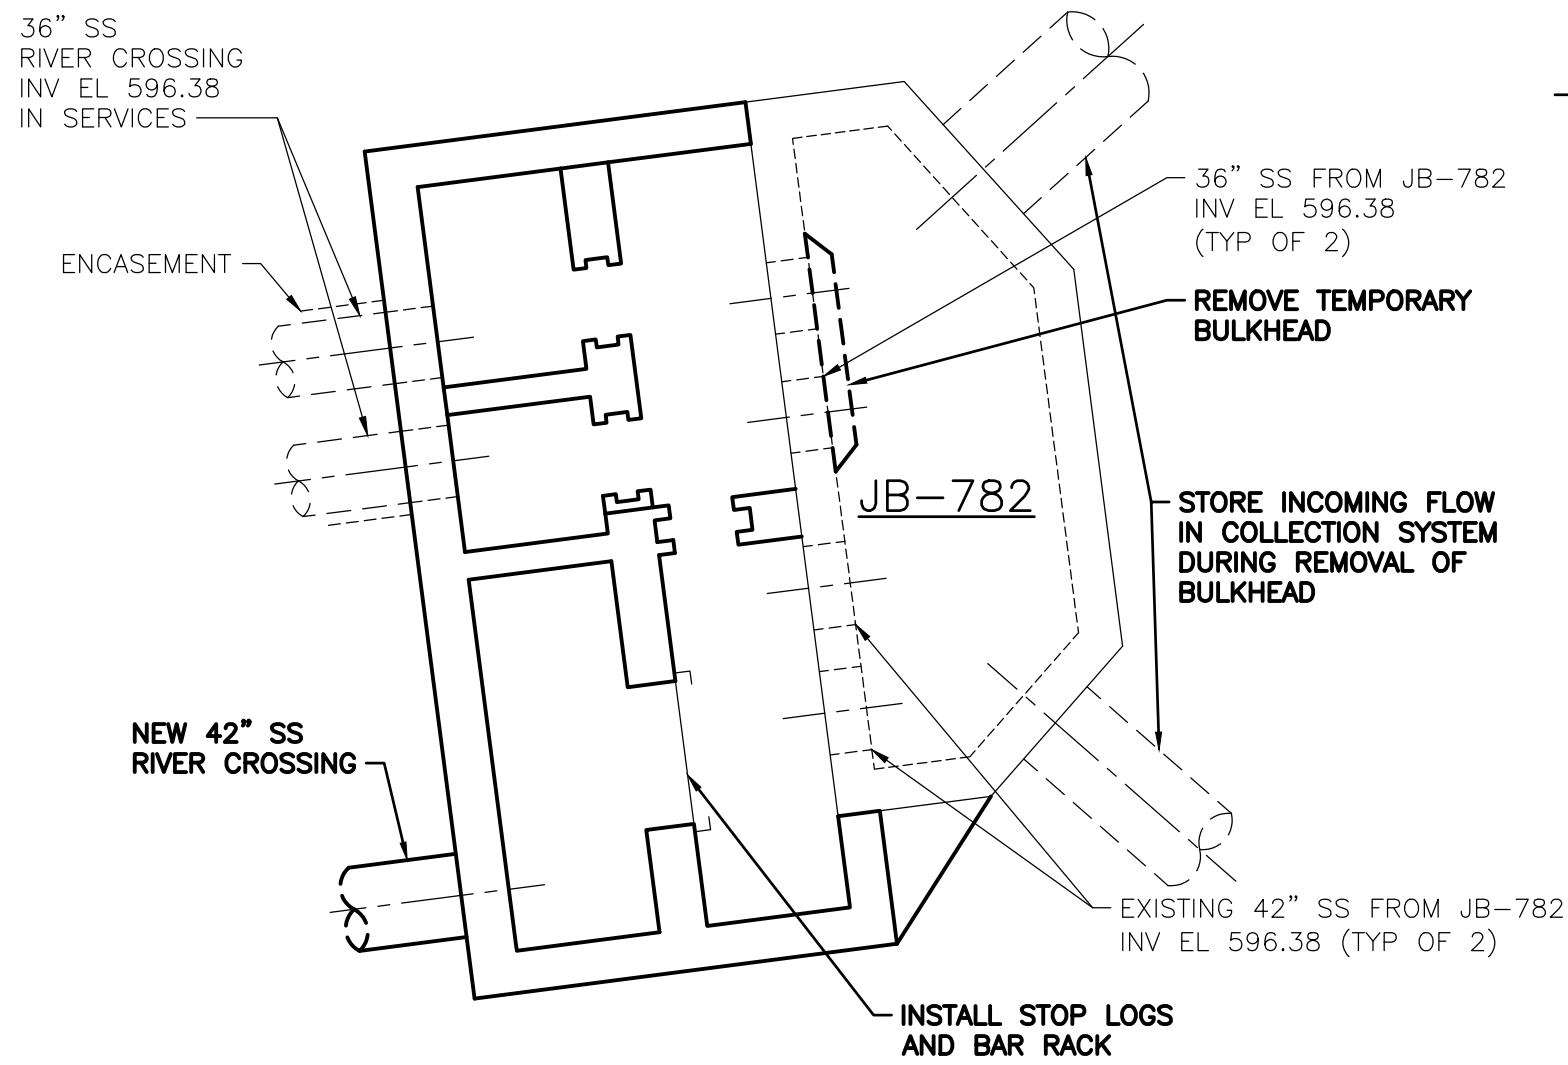 36” SS
RIVER CROSSING
INV EL 596.38
IN SERVICES
ENCASEMENT
36” SS FROM JB-782
INV EL 596.38
(TYP OF 2)
REMOVE TEMPORARY
BULKHEAD
JB-782
STORE INCOMING FLOW
IN COLLECTION SYSTEM
DURING REMOVAL OF
BULKHEAD
NEW 42” SS
RIVER CROSSING
EXISTING 42” SS FROM JB-782
INV EL 596.38 (TYP OF 2)
INSTALL STOP LOGS
AND BAR RACK